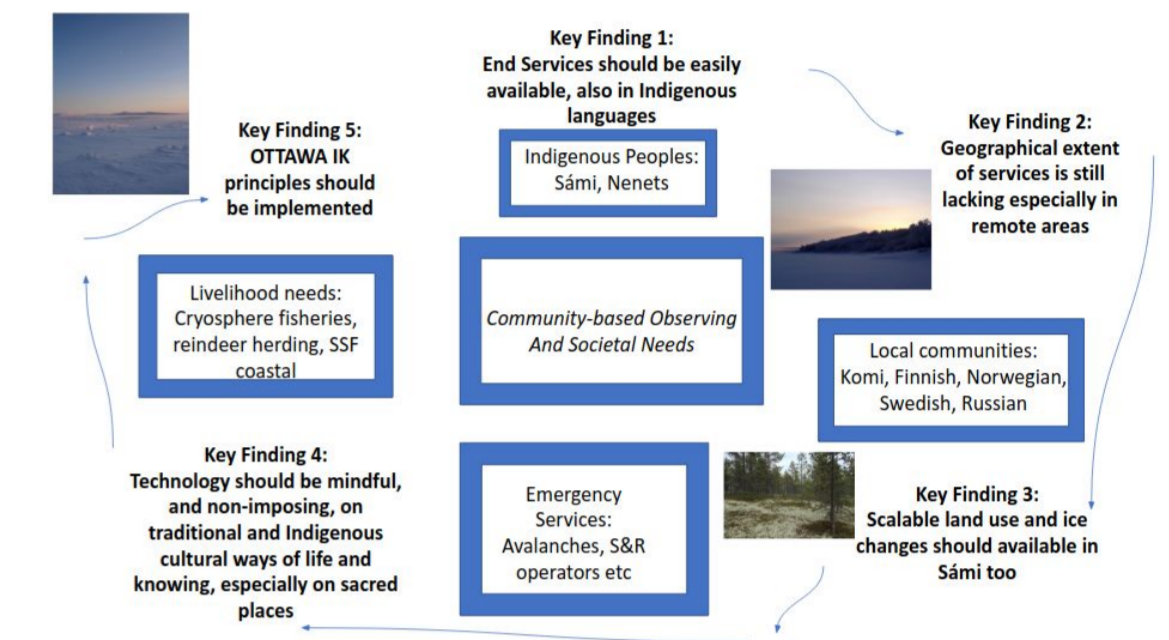 Key Finding 1:
End Services should be easily
available, also in Indigenous
languages
Indigenous Peoples:
Sámi, Nenets
Key Finding 2:
Geographical extent
of services is still
lacking especially in
remote areas
Local communities:
Komi, Finnish, Norwegian,
Swedish, Russian
Key Finding 3:
Scalable land use and ice
changes should available in
Sámi too
Emergency
Services:
Avalanches, S&R
operators etc
Key Finding 4:
Technology should be mindful,
and non-imposing, on
traditional and Indigenous
cultural ways of life and
knowing, especially on sacred
places
Livelihood needs:
Cryosphere fisheries,
reindeer herding, SSF
coastal
Key Finding 5:
OTTAWA IK
principles should
be implemented
Community-based Observing
And Societal Needs